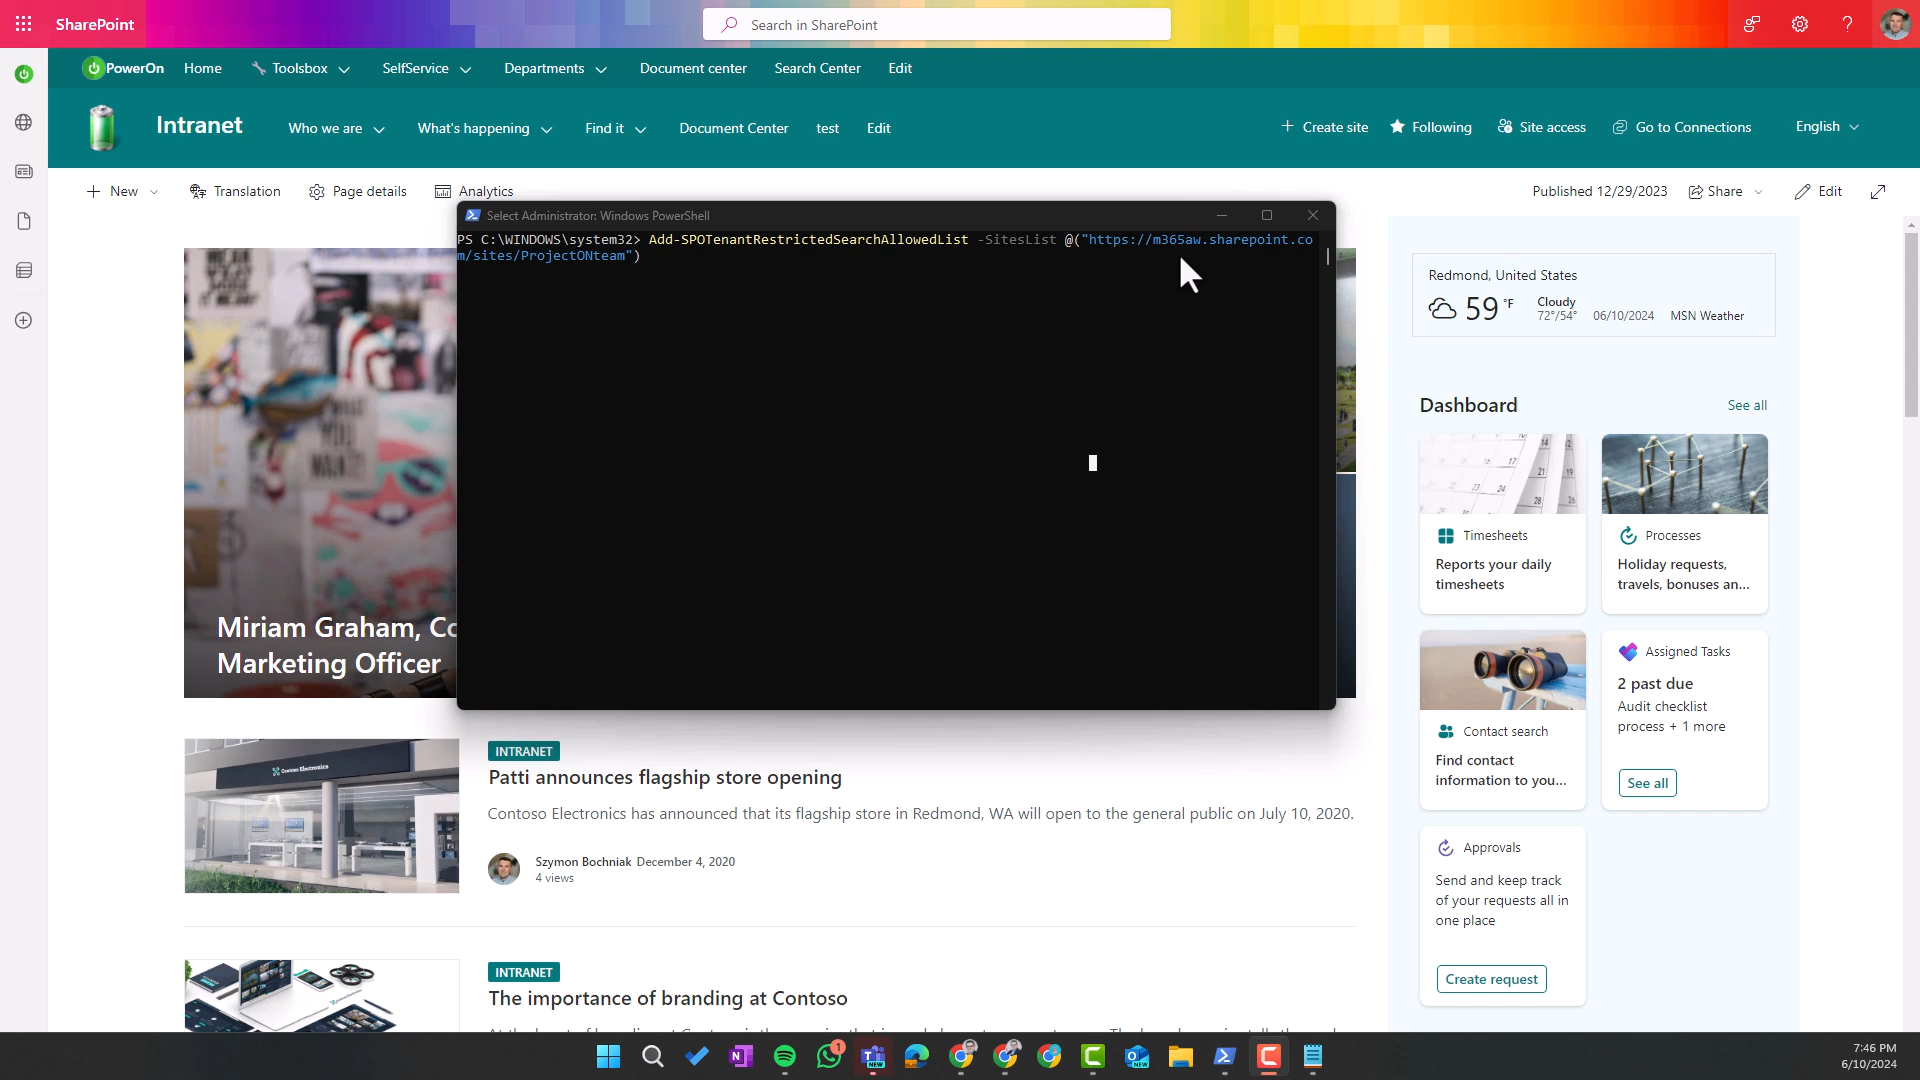 SharePoint
Search in SharePoint
PowerOn
Home
Toolsbox
SelfService
Departments
Document center
Search Center
Edit
Intranet
Who we are
What's happening
Find it
Document Center
test
Edit
Create site
Following
Site access
Go to Connections
English
New
Translation
Page details
Analytics
Published 12/29/2023
Share
Edit
Select Administrator: Windows PowerShell
PS C:\WINDOWS\system32> Add-SPOTenantRestrictedSearchAllowedList -SitesList @("https://m365aw.sharepoint.co
m/sites/ProjectONteam")
Miriam Graham, Co
Marketing Officer
Redmond, United States
59 °F
Cloudy
72°/54°
06/10/2024
MSN Weather
Dashboard
See all
Timesheets
Reports your daily
timesheets
Processes
Holiday requests,
travels, bonuses an...
Contact search
Find contact
information to you...
Assigned Tasks
2 past due
Audit checklist
process + 1 more
See all
Approvals
Send and keep track
of your requests all in
one place
Create request
Contoso Electronics
INTRANET
Patti announces flagship store opening
Contoso Electronics has announced that its flagship store in Redmond, WA will open to the general public on July 10, 2020.
Szymon Bochniak December 4, 2020
4 views
INTRANET
The importance of branding at Contoso
1
NEW
NEW
7:46 PM
6/10/2024